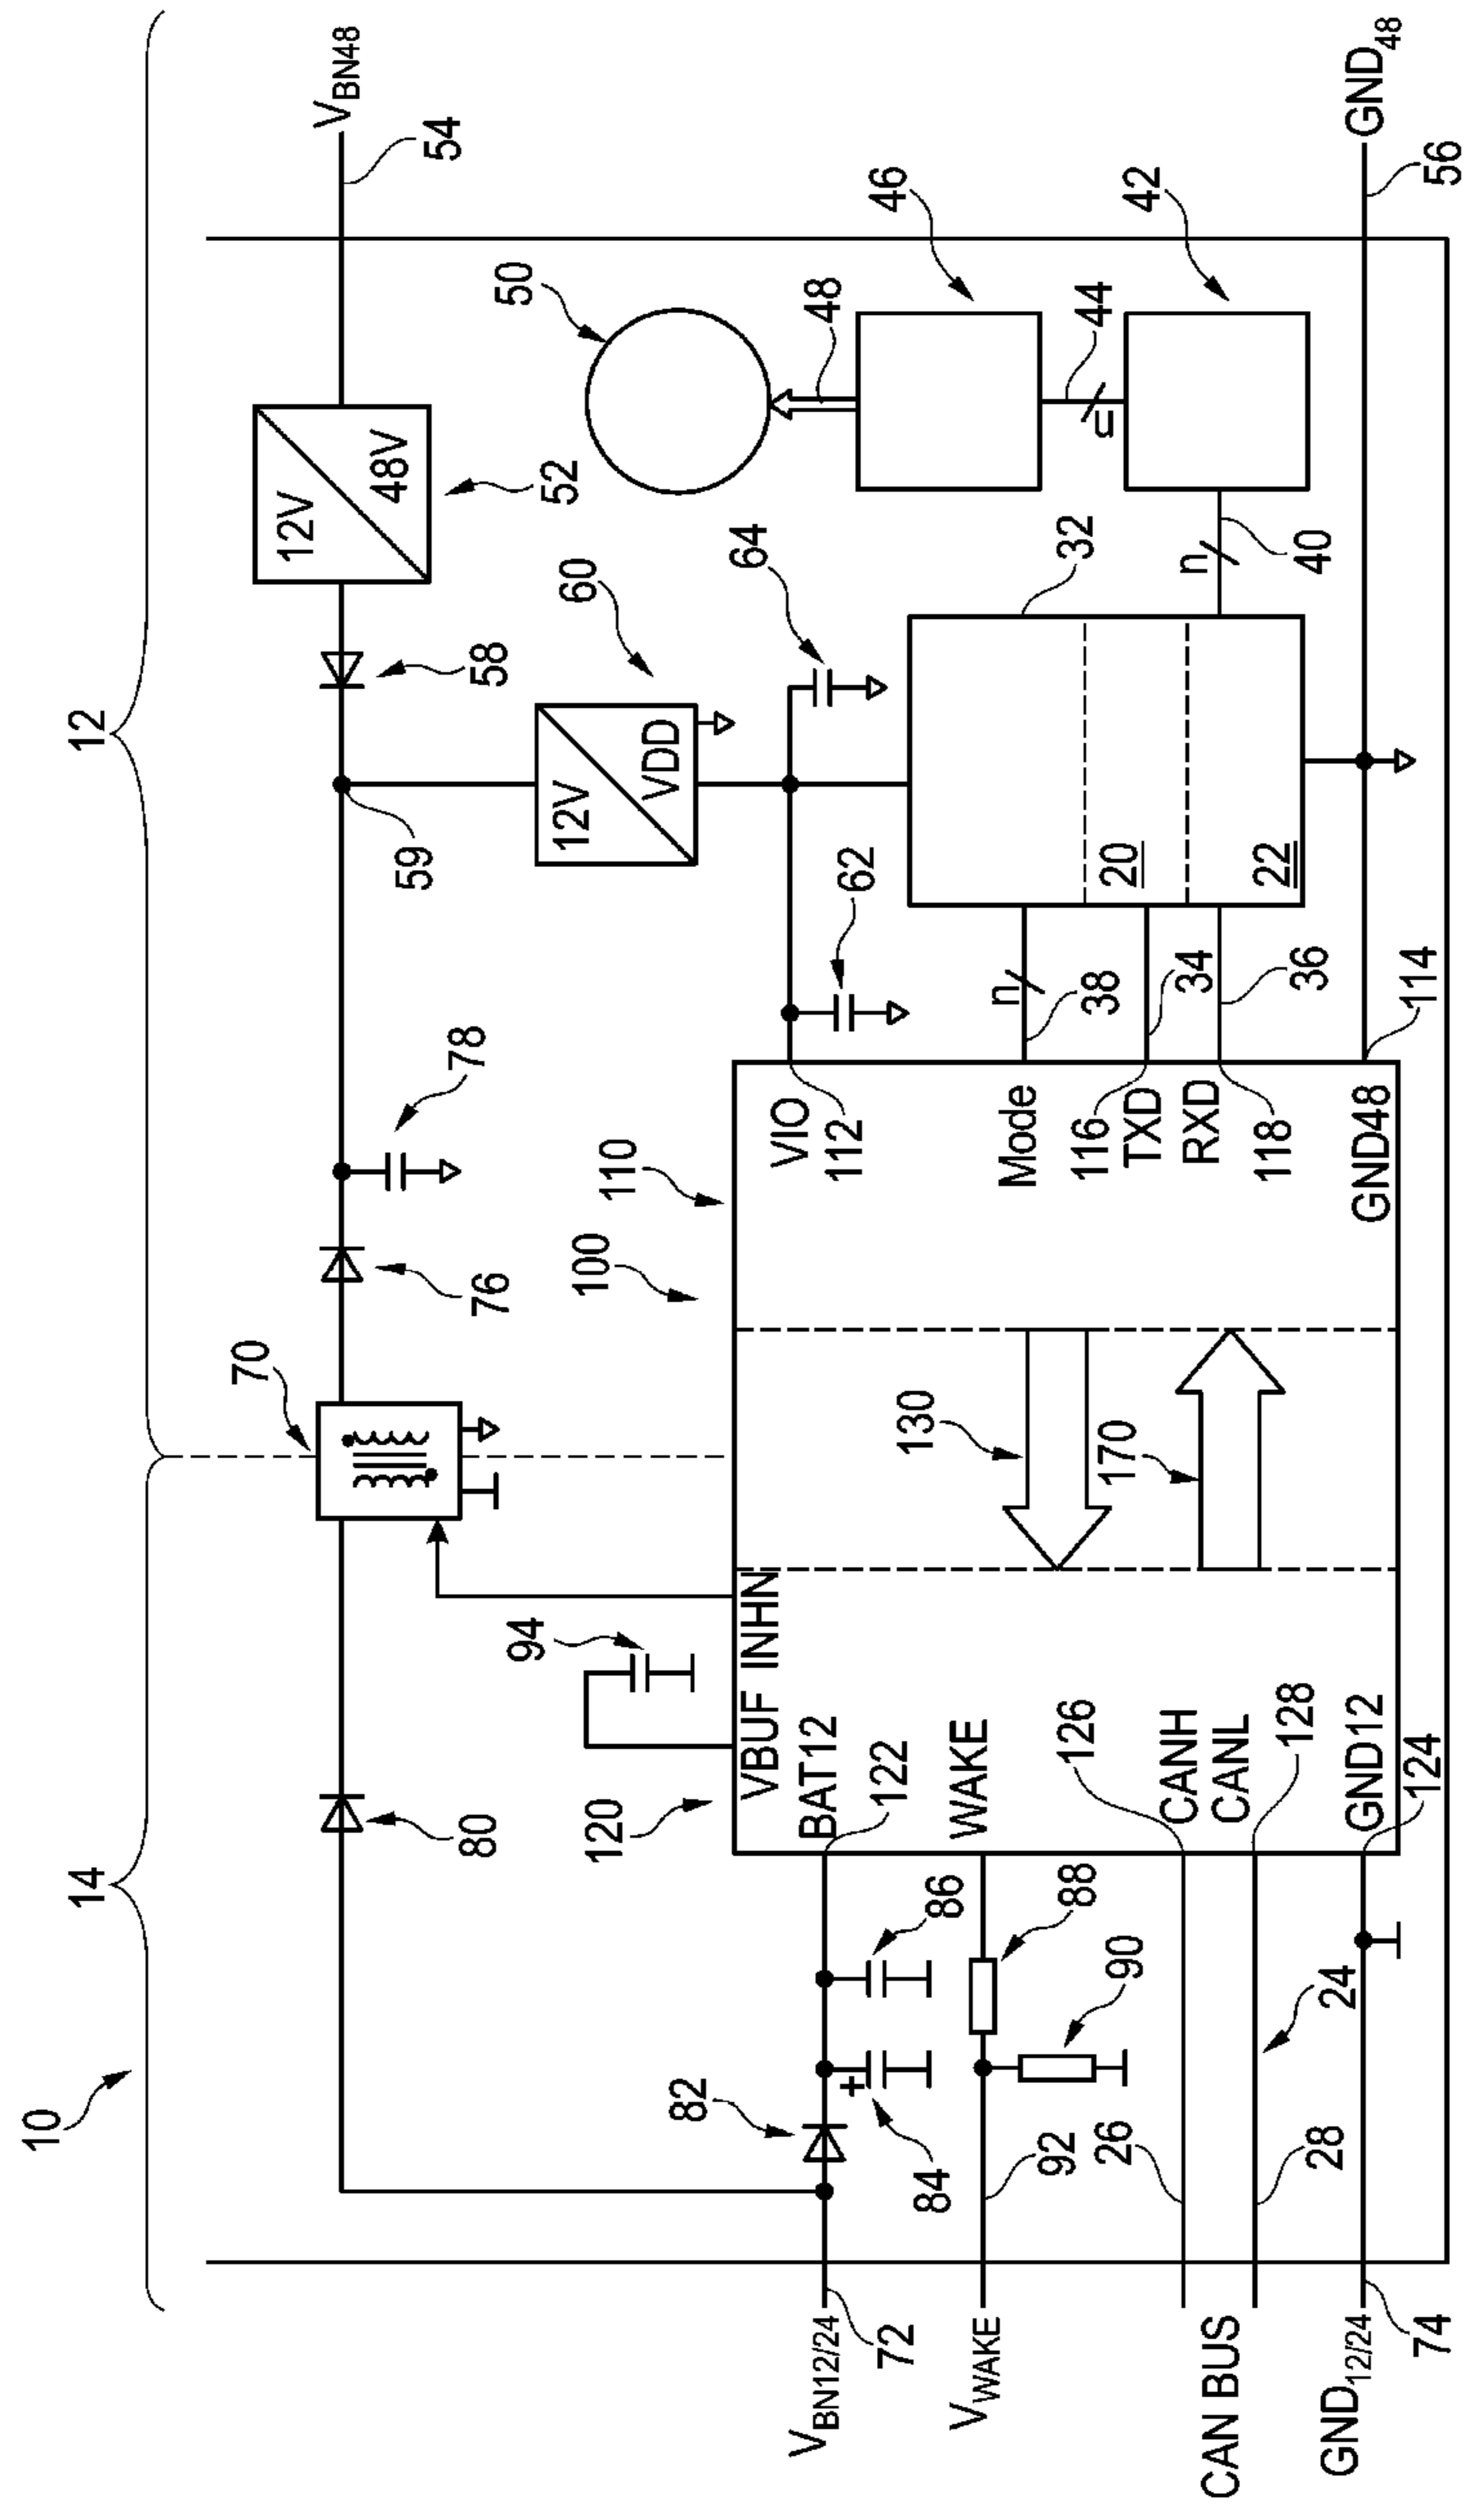 10
14 12
70
12V
V_BN48
48V
59
54
78
80 76 58
50
94
52
12V
60
100
120 110
VDD
82
64
VBUF INHN
VIO
V_BN12/24 BAT12
48
112 62
72 122 46
130
84 86
V_WAKE WAKE
n
Mode
92 88 32
126 116 38 44
26 170 20 n
90 TXD 42
CANH
34 n
RXD
CAN BUS CANL
118 22
128
28 36 40
24
GND_12/24 GND12 GND48 GND_48
74 124 114 56